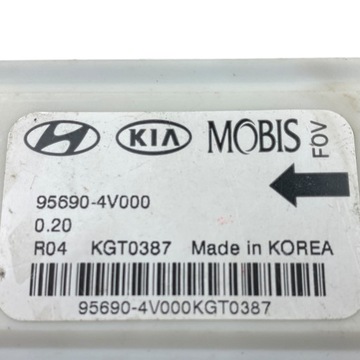 KIA MOBIS FOV
95690-4V000
0.20
R04 KGT0387 Made in KOREA
95690-4V000KGT0387